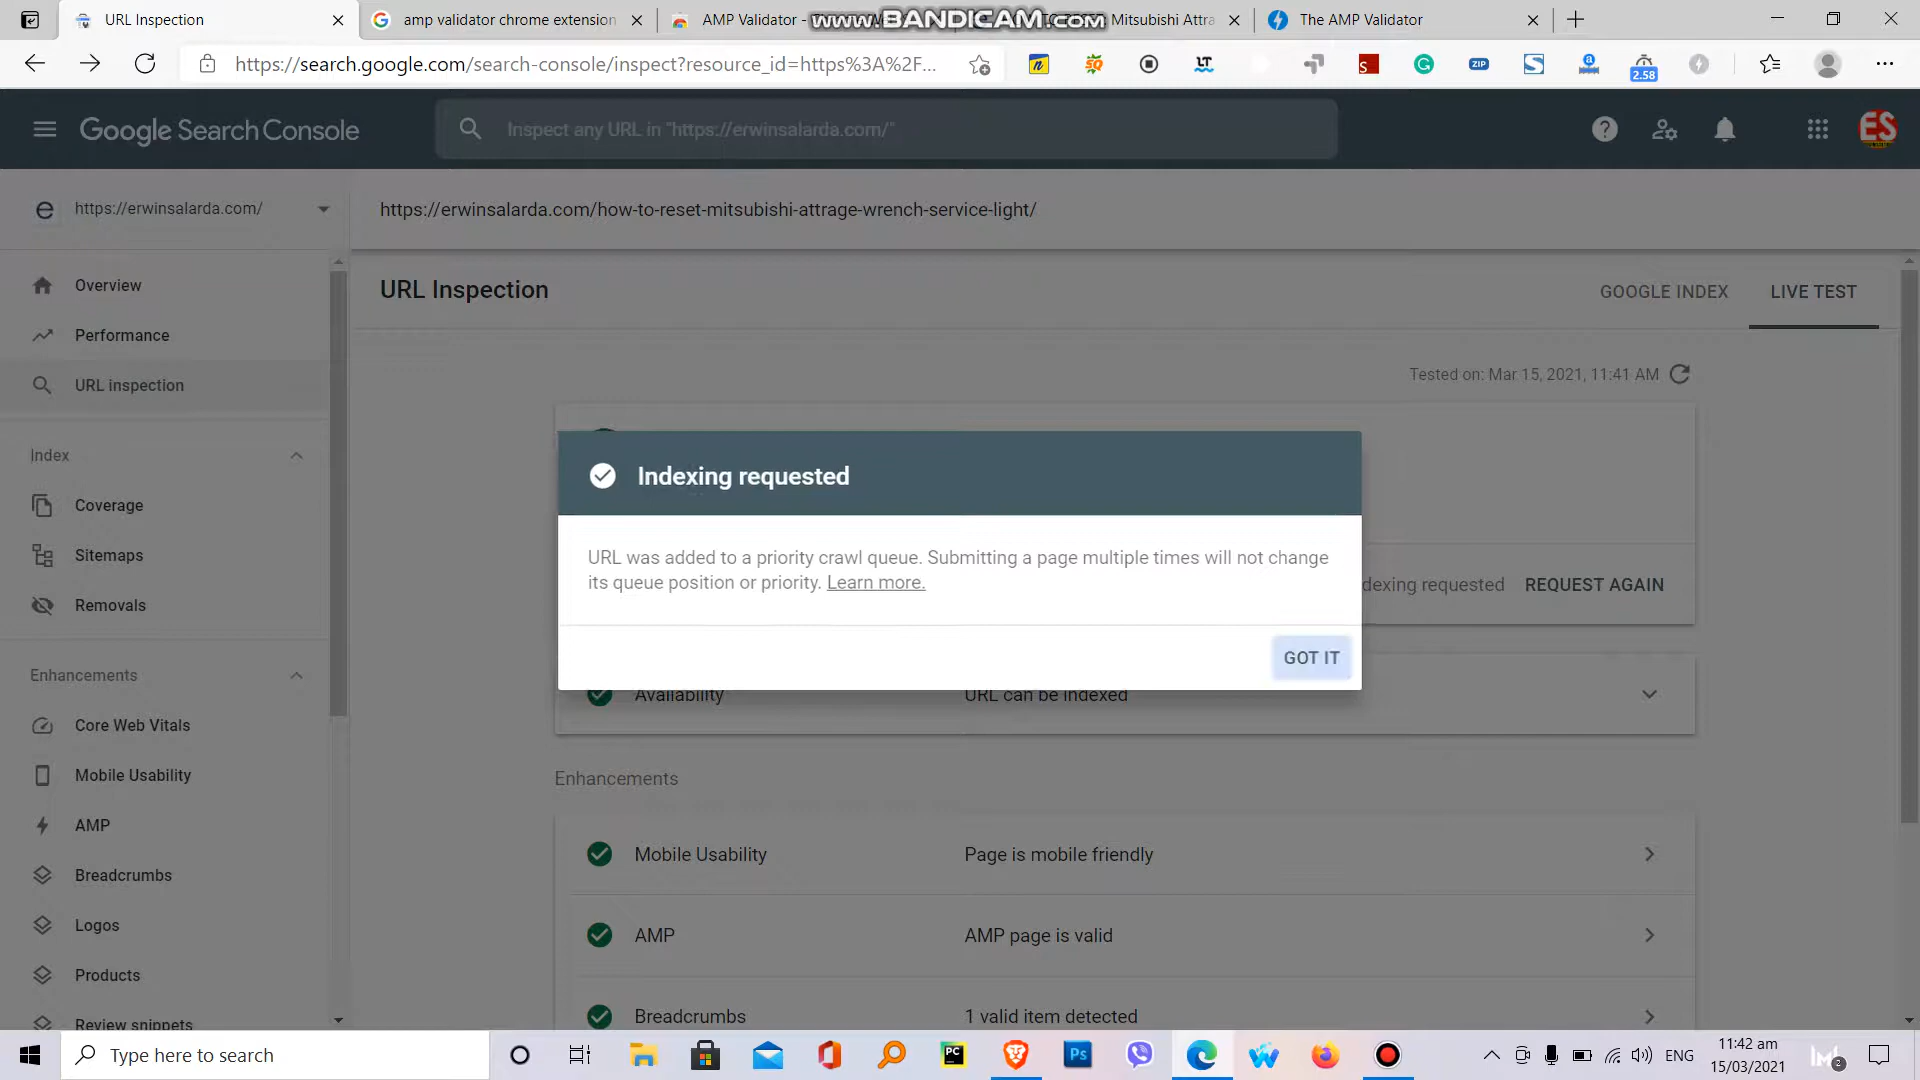 URL Inspection
amp validator chrome extension
AMP Validator -
www.BANDICAM.com
Mitsubishi Attra
The AMP Validator
https://search.google.com/search-console/inspect?resource_id=https%3A%2F...
2.58
Google Search Console
Inspect any URL in "https://erwinsalarda.com/"
ES
https://erwinsalarda.com/
https://erwinsalarda.com/how-to-reset-mitsubishi-attrage-wrench-service-light/
Overview
Performance
URL inspection
Index
Coverage
Sitemaps
Removals
Enhancements
Core Web Vitals
Mobile Usability
AMP
Breadcrumbs
Logos
Products
Review snippets
URL Inspection
GOOGLE INDEX
LIVE TEST
Tested on: Mar 15, 2021, 11:41 AM
Indexing requested
URL was added to a priority crawl queue. Submitting a page multiple times will not change
its queue position or priority. Learn more.
GOT IT
dexing requested
REQUEST AGAIN
Availability
URL can be indexed
Enhancements
Mobile Usability
Page is mobile friendly
AMP
AMP page is valid
Breadcrumbs
1 valid item detected
Type here to search
ENG
11:42 am
15/03/2021
2